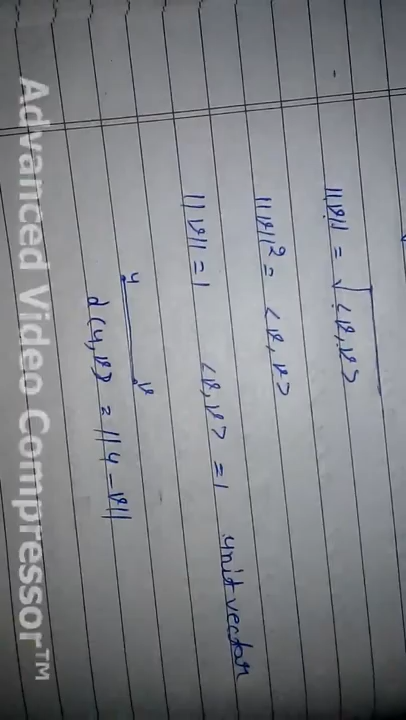 ||v|| = √<v,v>
||v||² = <v,v>
||v|| = 1 <v,v> = 1 unit vector
u v
d(u,v) = ||u-v||
Advanced Video Compressor™